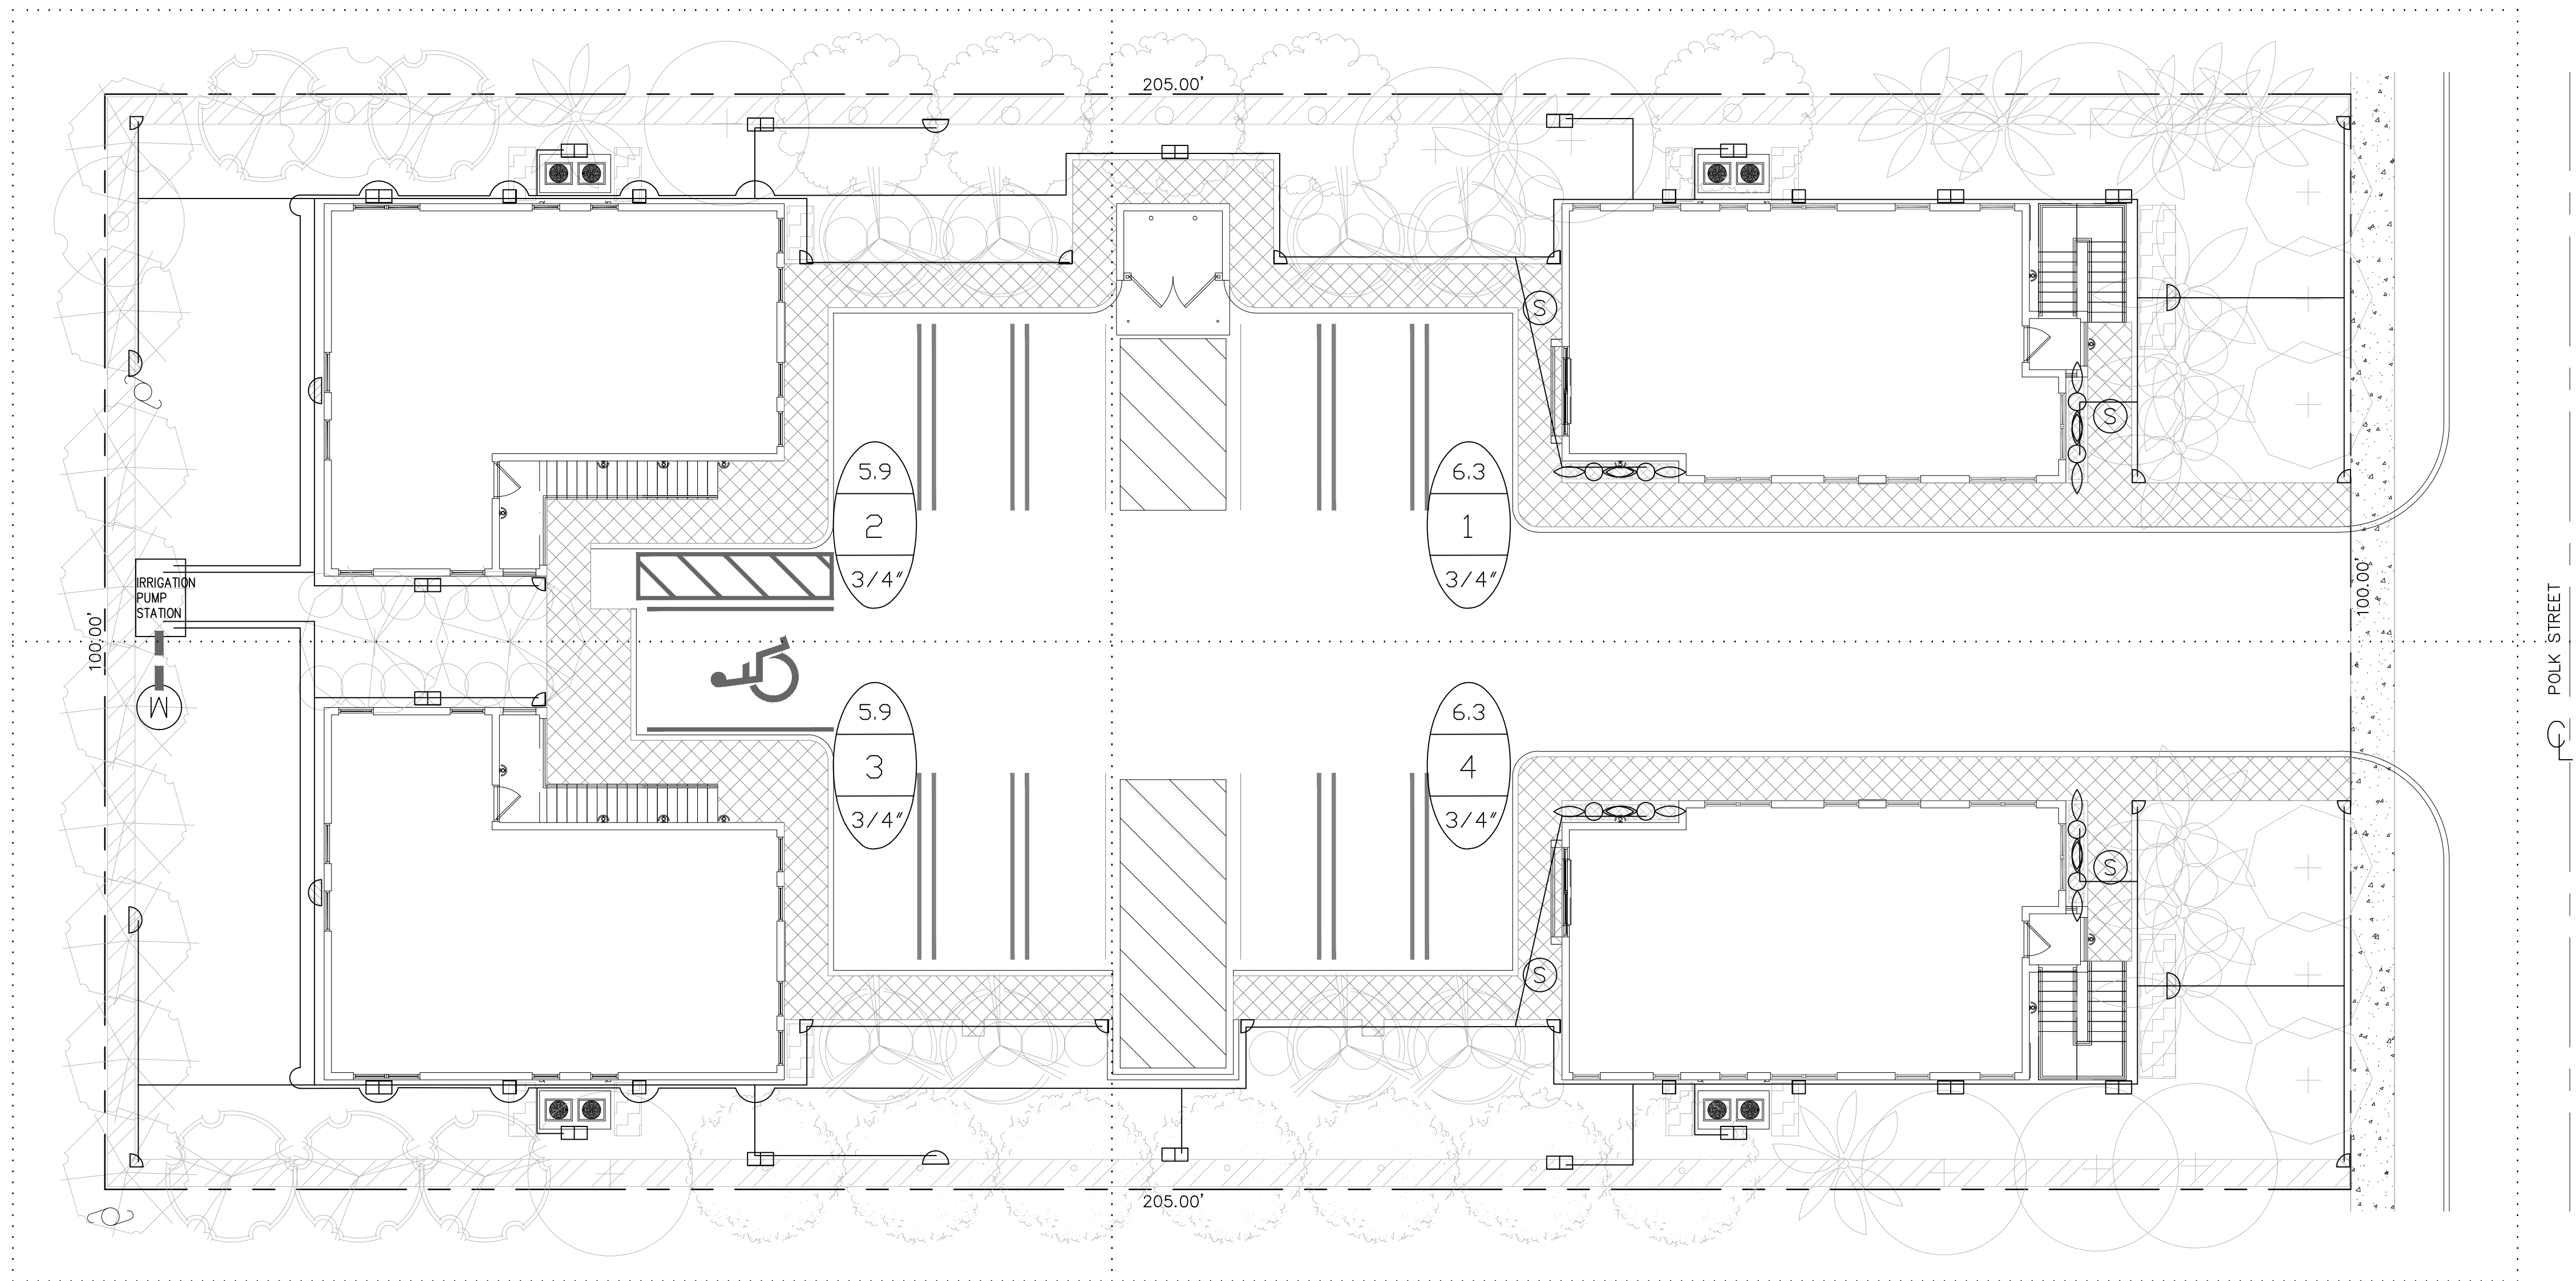 205.00'
S
S
5.9
2
3/4"
6.3
1
3/4"
IRRIGATION
PUMP
STATION
100.00'
100.00'
POLK STREET
M
5.9
3
3/4"
6.3
4
3/4"
CL
S
S
205.00'